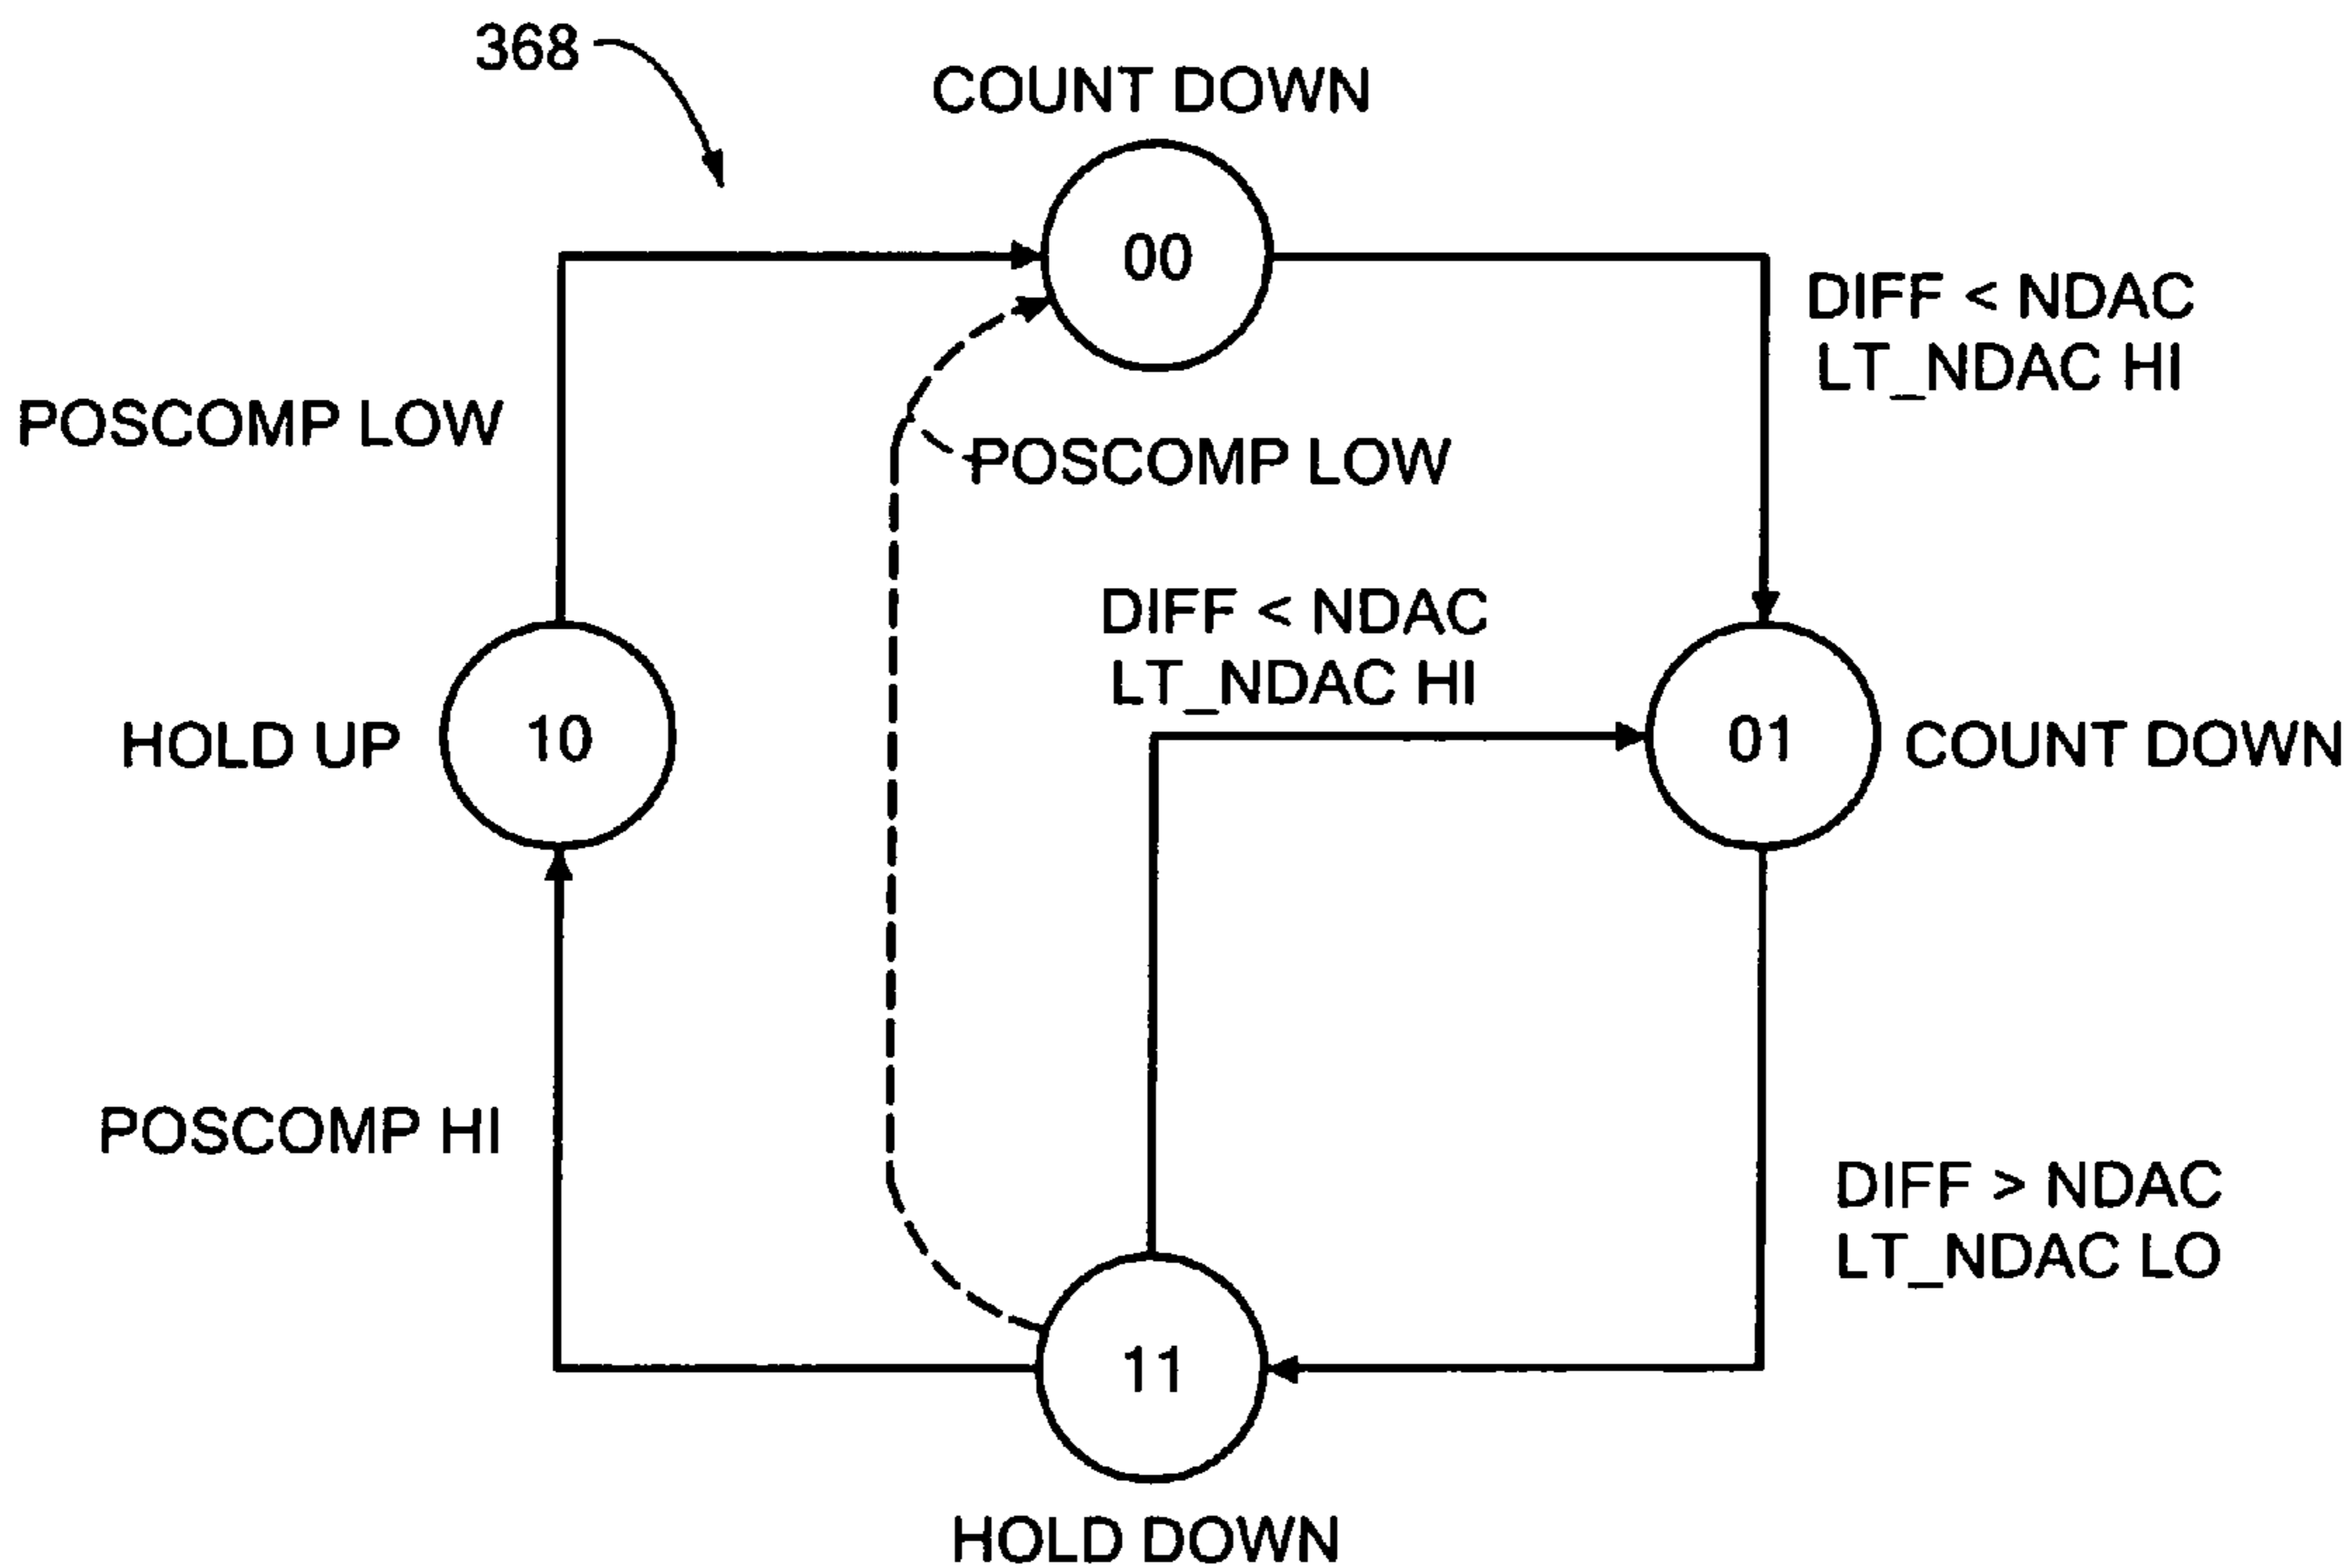 368
COUNT DOWN
00
DIFF < NDAC
LT_NDAC HI
POSCOMP LOW
POSCOMP LOW
DIFF < NDAC
LT_NDAC HI
HOLD UP
10
01
COUNT DOWN
POSCOMP HI
DIFF > NDAC
LT_NDAC LO
11
HOLD DOWN